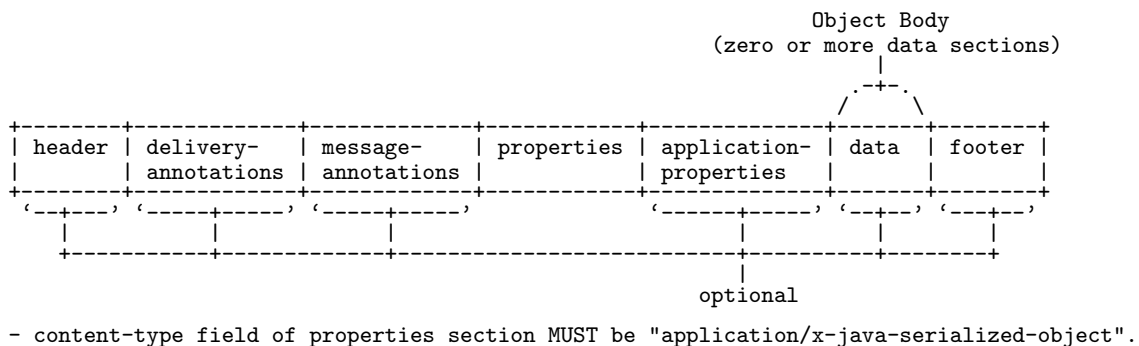 Object Body
                                                              (zero or more data sections)
                                                                            |
                                                                          .-+-.
                                                                         /     \
+--------+--------------+--------------+-------------+---------------+--------+---------+
| header | delivery-    | message-     | properties | application- | data  | footer |
|        | annotations | annotations |            | properties   |       |        |
+--------+--------------+--------------+-------------+---------------+--------+---------+
‘--+---’ ‘-----+-----’ ‘-----+-----’              ‘------+-----’ ‘--+--’ ‘---+--’
   |           |             |                           |          |        |
   +-----------+-------------+---------------------------+----------+--------+
                                                         |
                                                      optional
- content-type field of properties section MUST be "application/x-java-serialized-object".